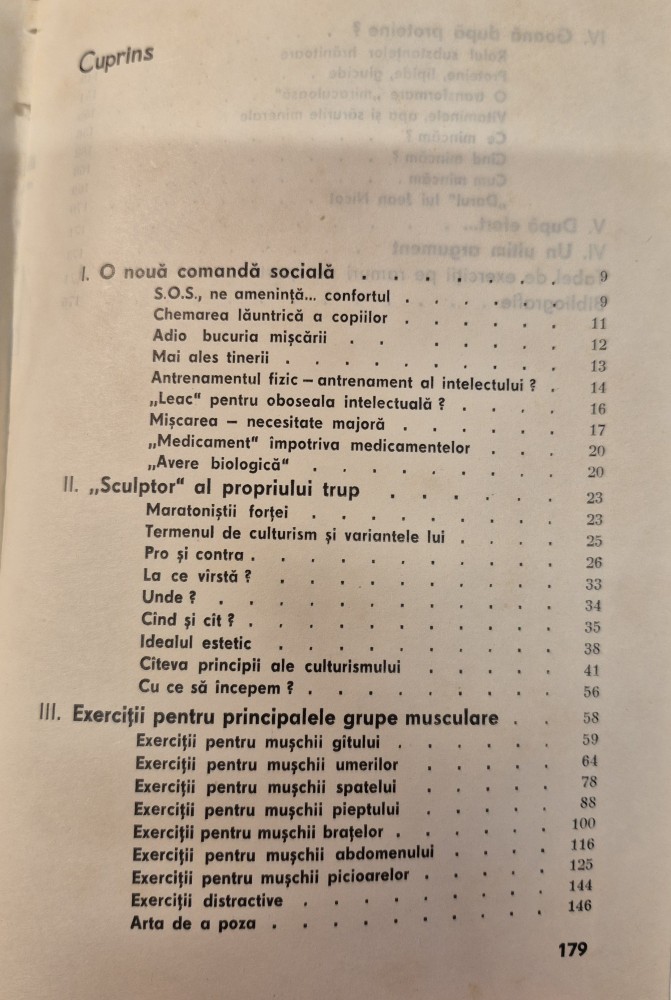 Cuprins
I. O nouă comandă socială . . . . . . . 9
S.O.S., ne amenință... confortul . . . . . 9
Chemarea lăuntrică a copiilor . . . . . 11
Adio bucuria mișcării . . . . . . 12
Mai ales tinerii . . . . . . . . . 13
Antrenamentul fizic – antrenament al intelectului ? . 14
„Leac“ pentru oboseala intelectuală ? . . . . 16
Mișcarea – necesitate majoră . . . . . . 17
„Medicament“ împotriva medicamentelor . . . 20
„Avere biologică“ . . . . . . . . 20
II. „Sculptor“ al propriului trup . . . . . . 23
Maratoniștii forței . . . . . . . . 23
Termenul de culturism și variantele lui . . . . 25
Pro și contra . . . . . . . . . . 26
La ce vîrstă ? . . . . . . . . . 33
Unde ? . . . . . . . . . . . 34
Cînd și cît ? . . . . . . . . . . 35
Idealul estetic . . . . . . . . . 38
Cîteva principii ale culturismului . . . . . 41
Cu ce să începem ? . . . . . . . . 56
III. Exerciții pentru principalele grupe musculare . . 58
Exerciții pentru mușchii gîtului . . . . . . 59
Exerciții pentru mușchii umerilor . . . . . 64
Exerciții pentru mușchii spatelui . . . . . 78
Exerciții pentru mușchii pieptului . . . . . 88
Exerciții pentru mușchii brațelor . . . . . . 100
Exerciții pentru mușchii abdomenului . . . . 116
Exerciții pentru mușchii picioarelor . . . . . 125
Exerciții distractive . . . . . . . . . 144
Arta de a poza . . . . . . . . . . 146
179